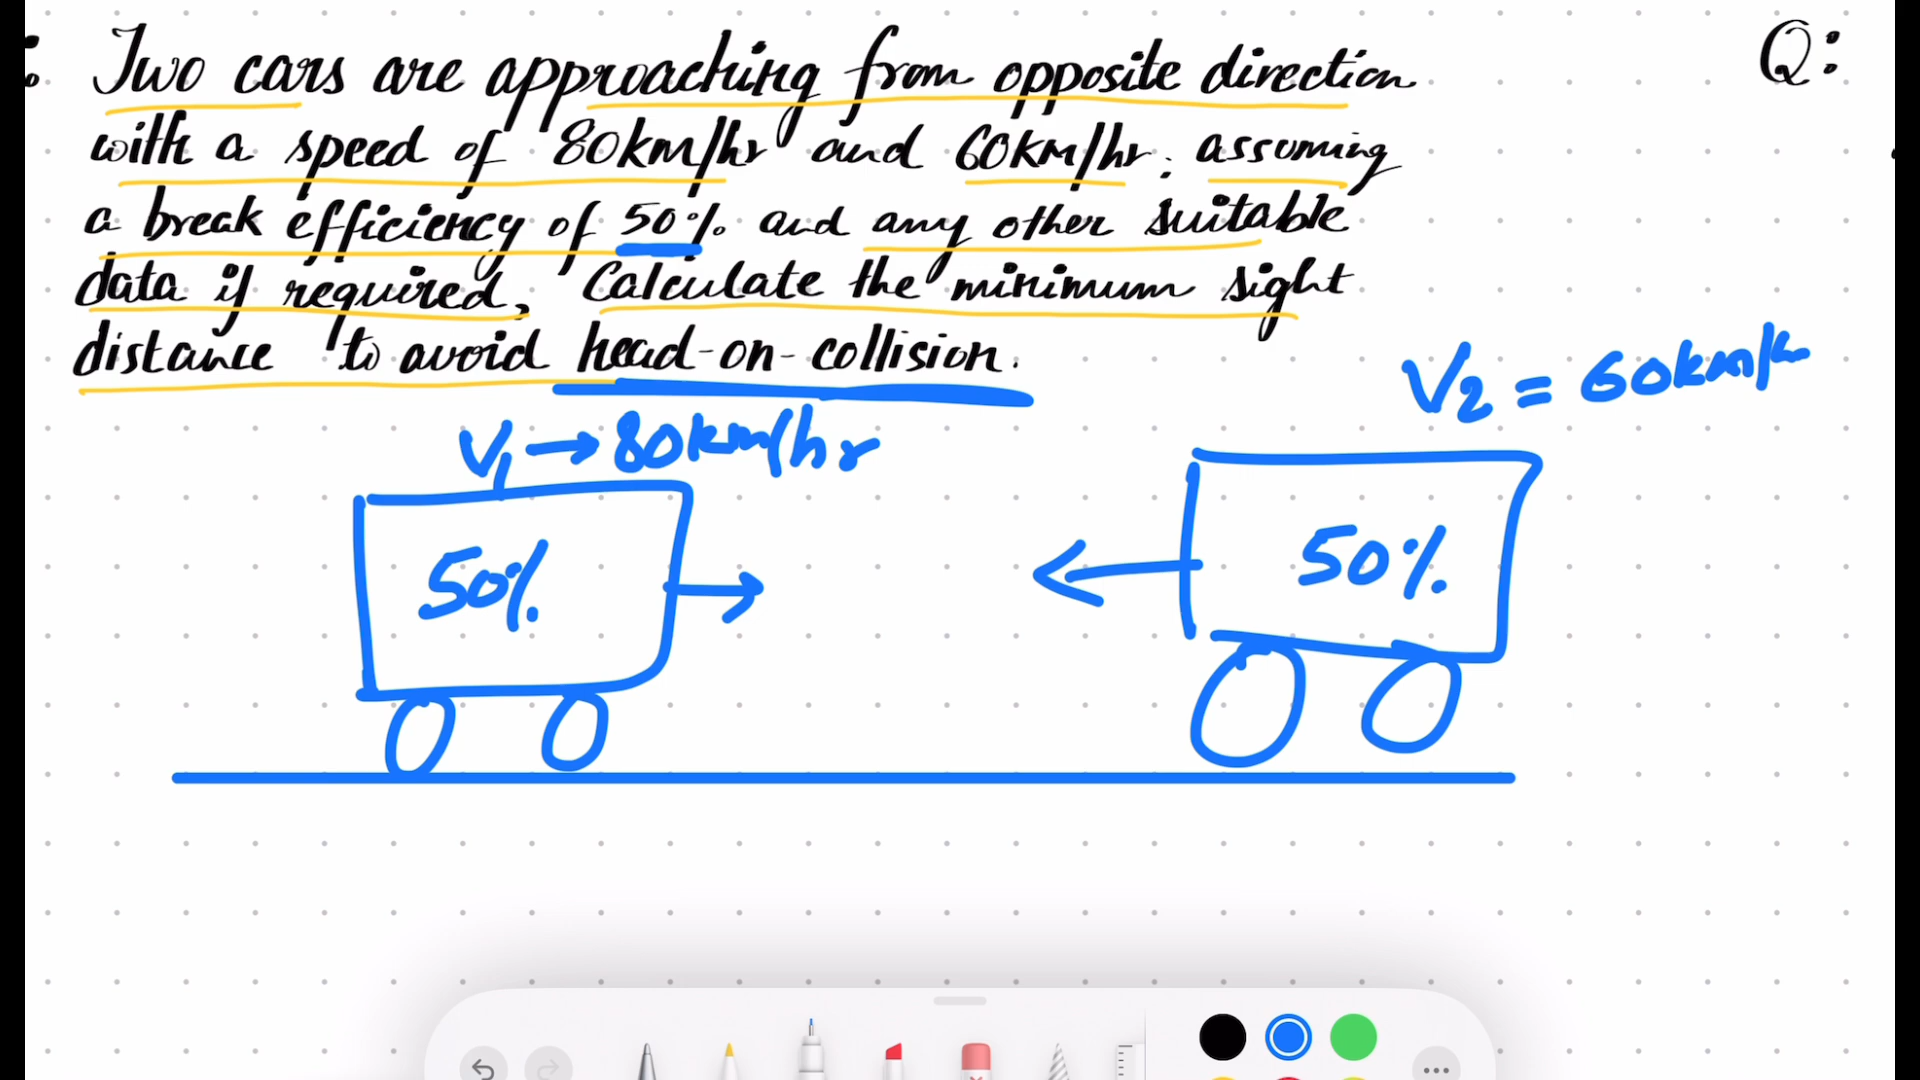 : Two cars are approaching from opposite direction
with a speed of 80km/hr and 60KM/hr. assuming
a break efficiency of 50% and any other suitable
data if required, Calculate the minimum sight
distance to avoid head-on-collision.
Q:
V1 → 80km/hr
V2 = 60km/hr
50%
50%